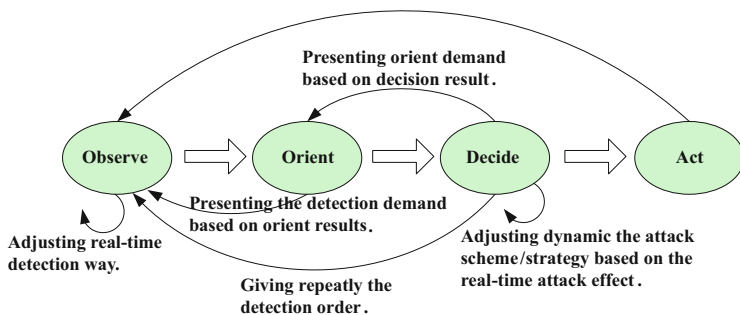 Presenting orient demand
based on decision result.
Observe
Orient
Decide
Act
Presenting the detection demand
based on orient results.
Adjusting real-time
detection way.
Adjusting dynamic the attack
scheme/strategy based on the
real-time attack effect.
Giving repeatly the
detection order.